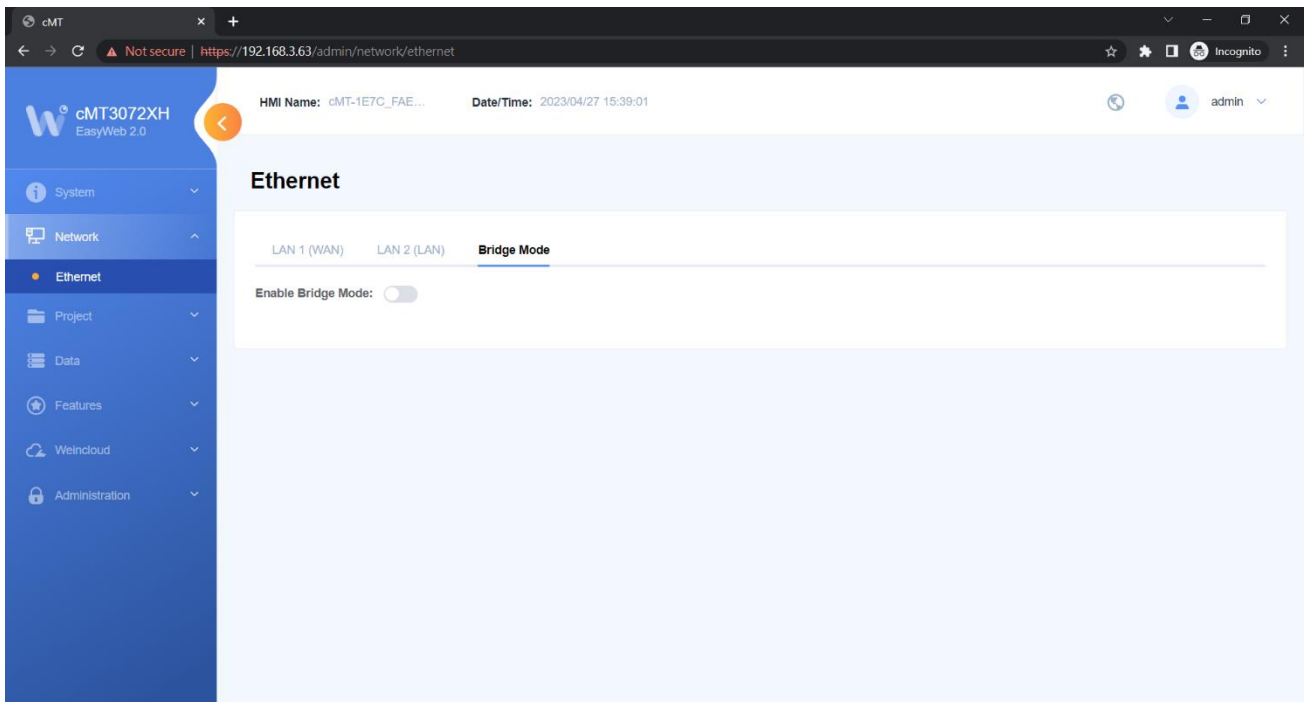 cMT
Not secure | https://192.168.3.63/admin/network/ethernet
Incognito
cMT3072XH
EasyWeb 2.0
HMI Name: cMT-1E7C_FAE... Date/Time: 2023/04/27 15:39:01
admin
System
Network
Ethernet
Project
Data
Features
Weincloud
Administration
Ethernet
LAN 1 (WAN) LAN 2 (LAN) Bridge Mode
Enable Bridge Mode: